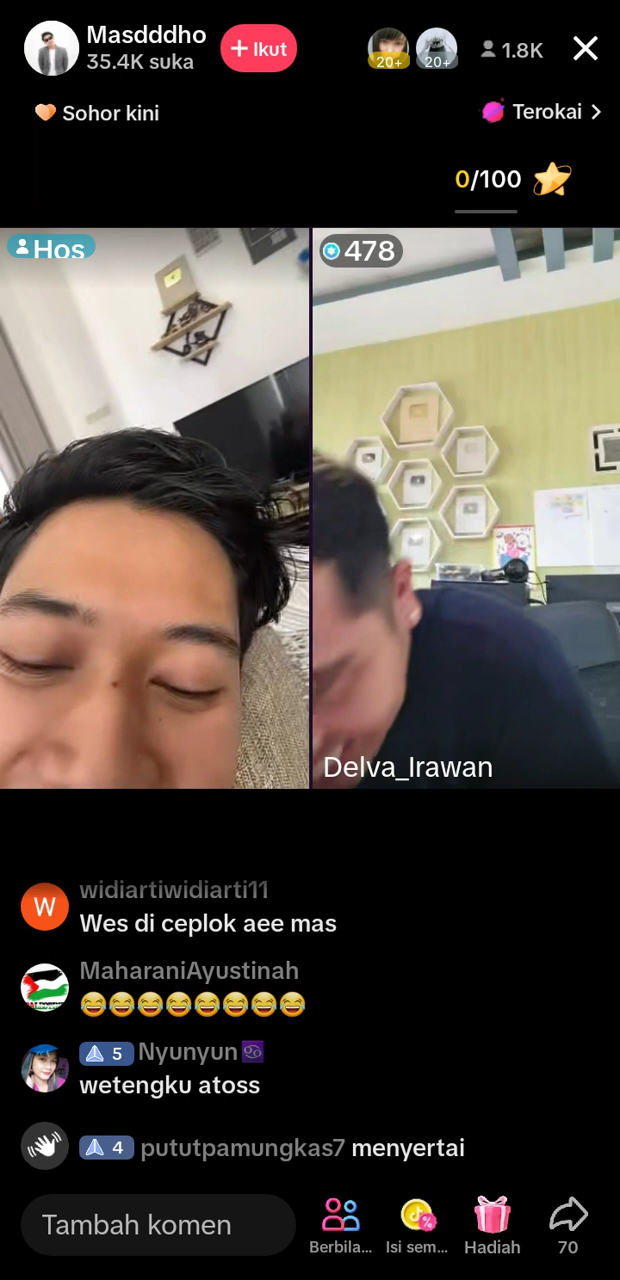 Masdddho
35.4K suka
+ Ikut
20+
20+
1.8K
Sohor kini
Terokai >
0/100
Hos
478
Delva_Irawan
W
widiartiwidiarti11
Wes di ceplok aee mas
MaharaniAyustinah
😂😂😂😂😂😂😂😂
5 Nyunyun♋
wetengku atoss
4 pututpamungkas7 menyertai
Tambah komen
Berbila...
Isi sem...
Hadiah
70